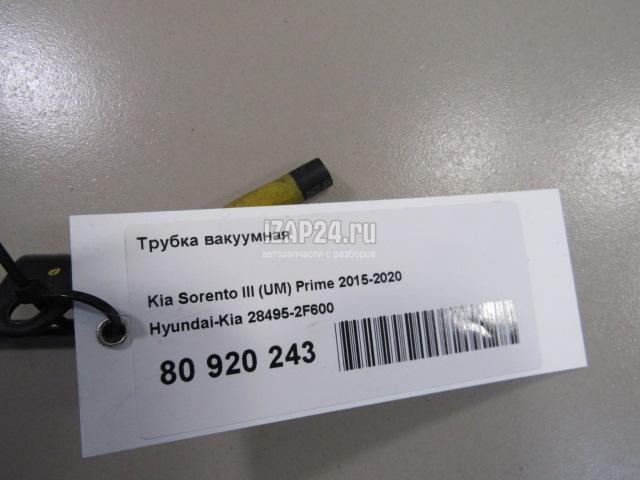 Трубка вакуумная
iZAP24.ru
автозапчасти с разборов
Kia Sorento III (UM) Prime 2015-2020
Hyundai-Kia 28495-2F600
80 920 243